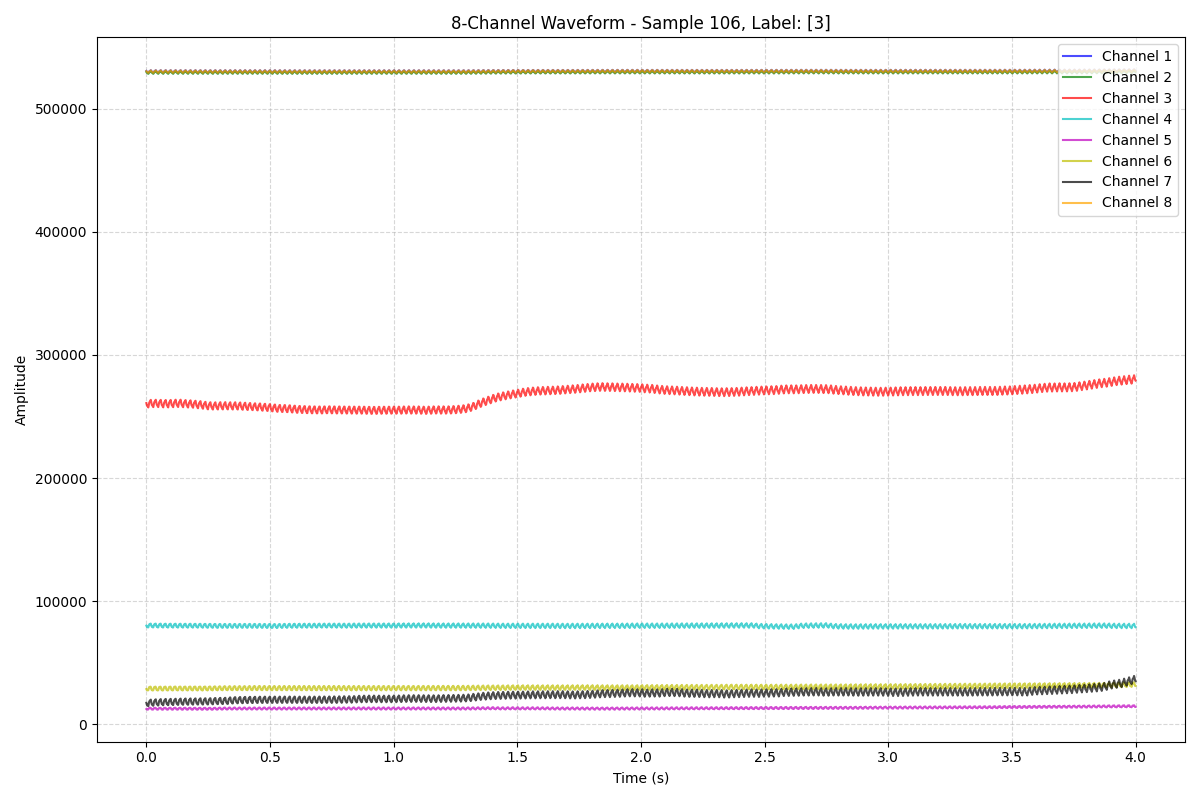 8-Channel Waveform - Sample 106, Label: [3]
Channel 1
Channel 2
Channel 3
Channel 4
Channel 5
Channel 6
Channel 7
Channel 8
Amplitude
500000
400000
300000
200000
100000
0
0.0 0.5 1.0 1.5 2.0 2.5 3.0 3.5 4.0
Time (s)